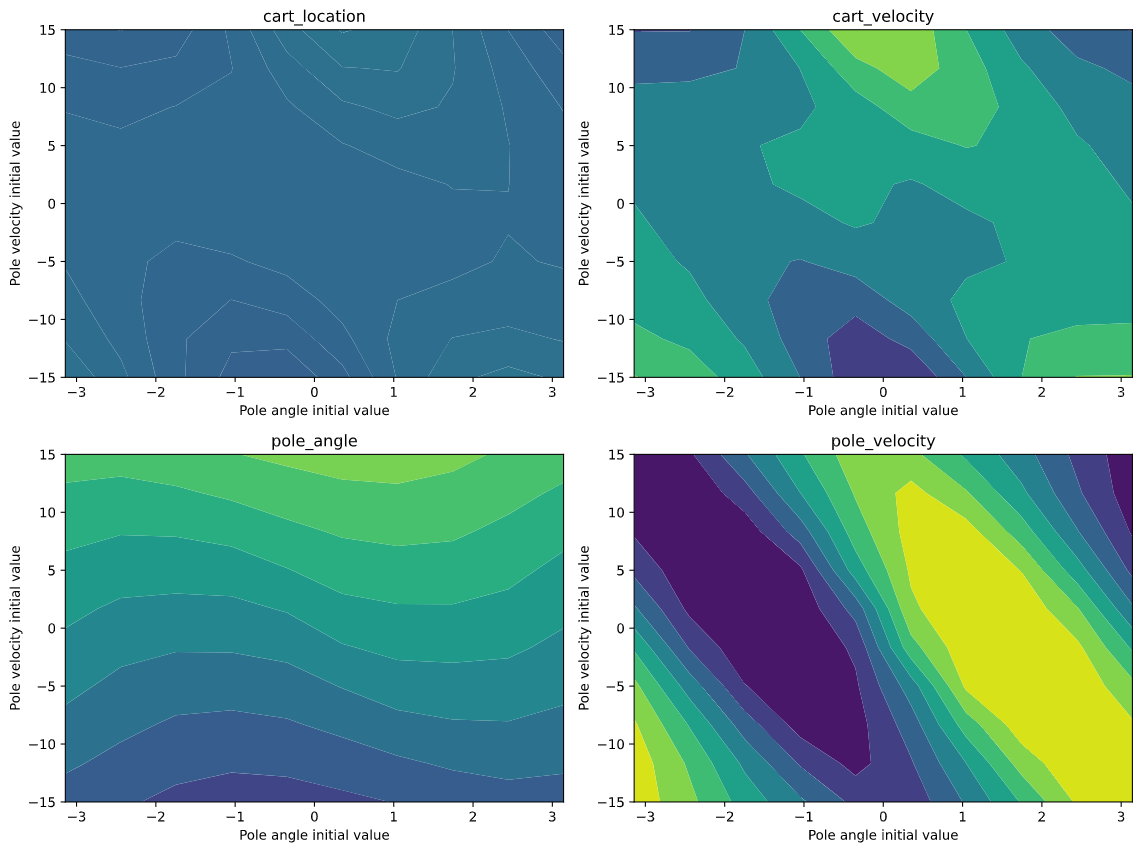 cart_location
15
10
5
0
−5
−10
−15
Pole velocity initial value
−3 −2 −1 0 1 2 3
Pole angle initial value
cart_velocity
15
10
5
0
−5
−10
−15
Pole velocity initial value
−3 −2 −1 0 1 2 3
Pole angle initial value
pole_angle
15
10
5
0
−5
−10
−15
Pole velocity initial value
−3 −2 −1 0 1 2 3
Pole angle initial value
pole_velocity
15
10
5
0
−5
−10
−15
Pole velocity initial value
−3 −2 −1 0 1 2 3
Pole angle initial value